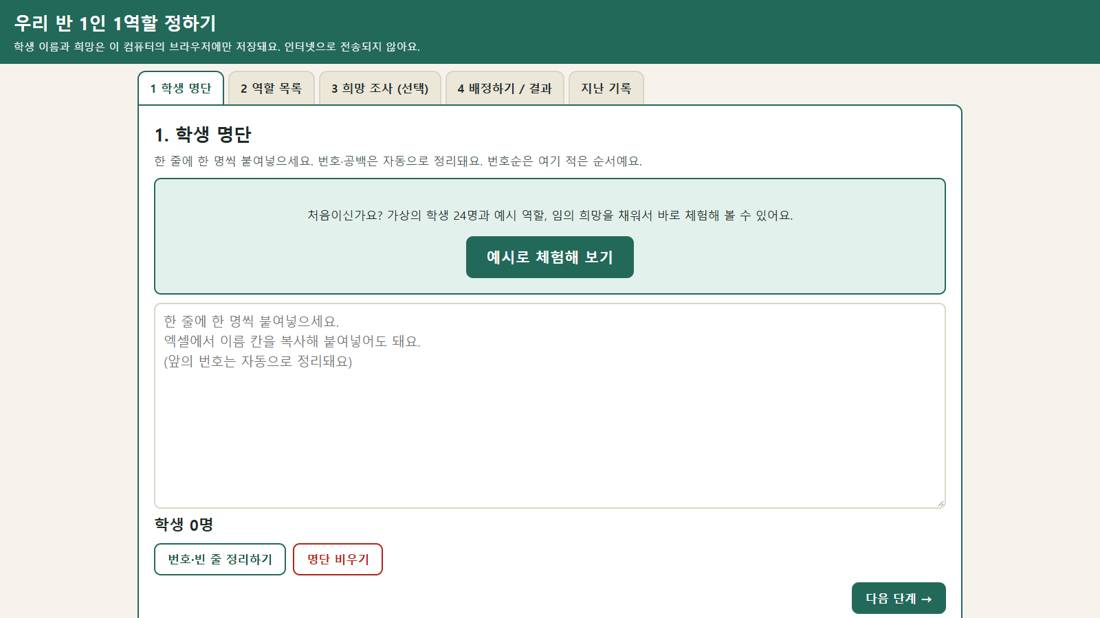 우리 반 1인 1역할 정하기
학생 이름과 희망은 이 컴퓨터의 브라우저에만 저장돼요. 인터넷으로 전송되지 않아요.
1 학생 명단
2 역할 목록
3 희망 조사 (선택)
4 배정하기 / 결과
지난 기록
1. 학생 명단
한 줄에 한 명씩 붙여넣으세요. 번호·공백은 자동으로 정리돼요. 번호순은 여기 적은 순서예요.
처음이신가요? 가상의 학생 24명과 예시 역할, 임의 희망을 채워서 바로 체험해 볼 수 있어요.
예시로 체험해 보기
한 줄에 한 명씩 붙여넣으세요.
엑셀에서 이름 칸을 복사해 붙여넣어도 돼요.
(앞의 번호는 자동으로 정리돼요)
학생 0명
번호·빈 줄 정리하기
명단 비우기
다음 단계 →